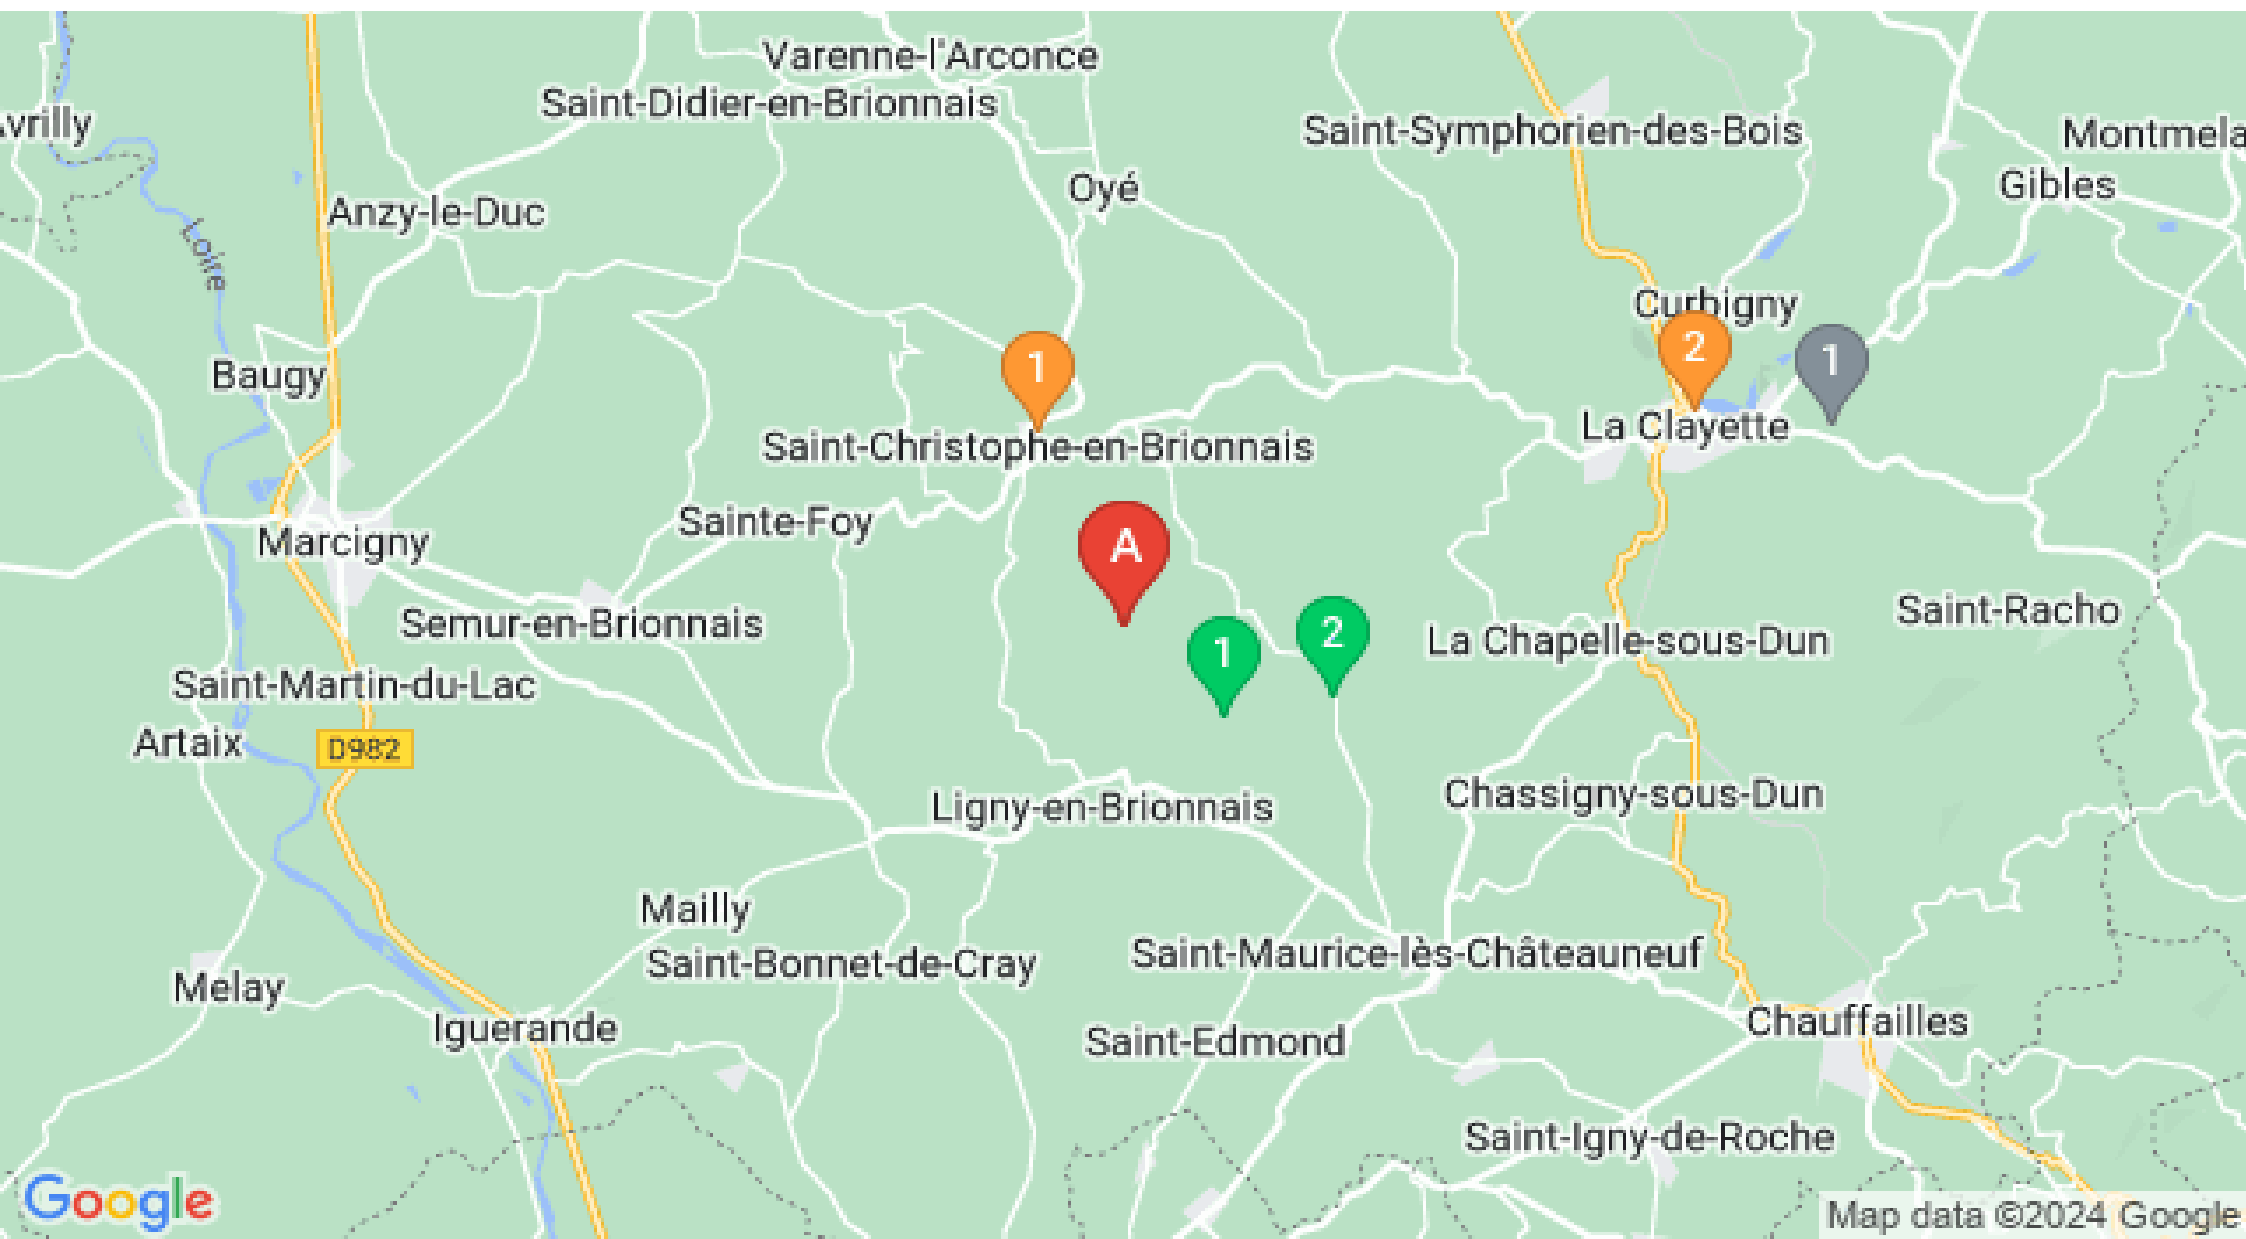 Varenne-l'Arconce
Saint-Didier-en-Brionnais
Saint-Symphorien-des-Bois
Oyé
Gibles
Anzy-le-Duc
Loire
Curbigny
Baugy
1
2
1
La Clayette
Saint-Christophe-en-Brionnais
Sainte-Foy
Marcigny
A
Semur-en-Brionnais
1
2
La Chapelle-sous-Dun
Saint-Racho
Saint-Martin-du-Lac
Artaix
D982
Ligny-en-Brionnais
Chassigny-sous-Dun
Mailly
Saint-Bonnet-de-Cray
Saint-Maurice-lès-Châteauneuf
Melay
Iguerande
Saint-Edmond
Chauffailles
Saint-Igny-de-Roche
Google
Map data ©2024 Google